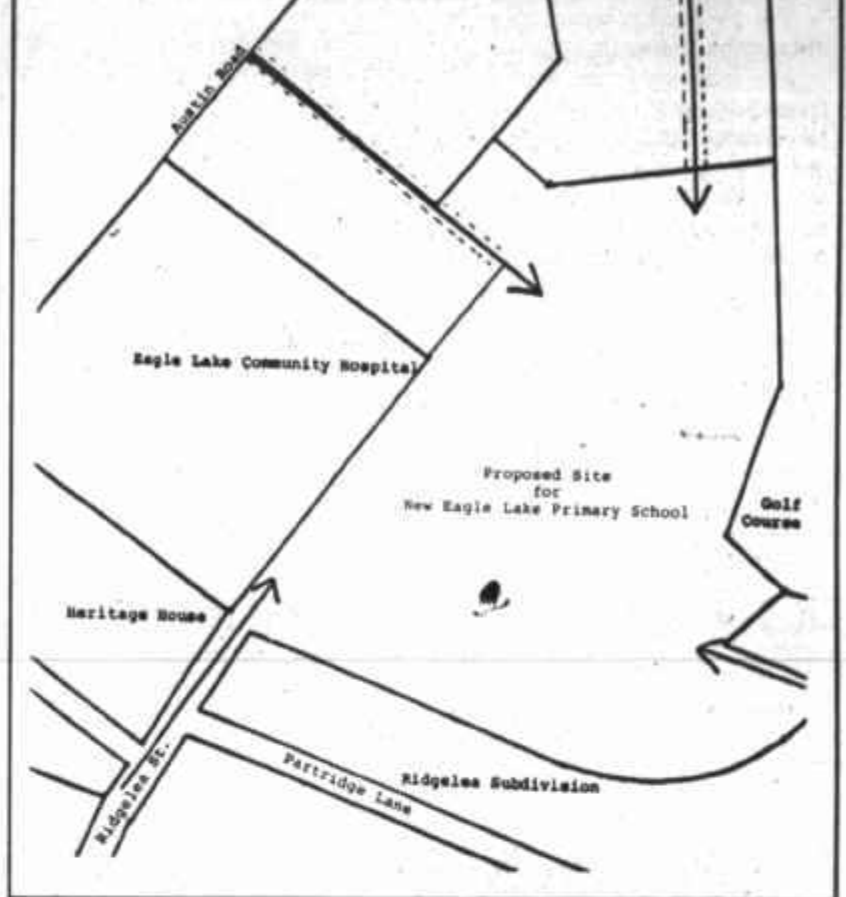 Austin Road
Eagle Lake Community Hospital
Proposed Site
for
New Eagle Lake Primary School
Golf
Course
Heritage House
Ridgelea St.
Partridge Lane
Ridgelea Subdivision